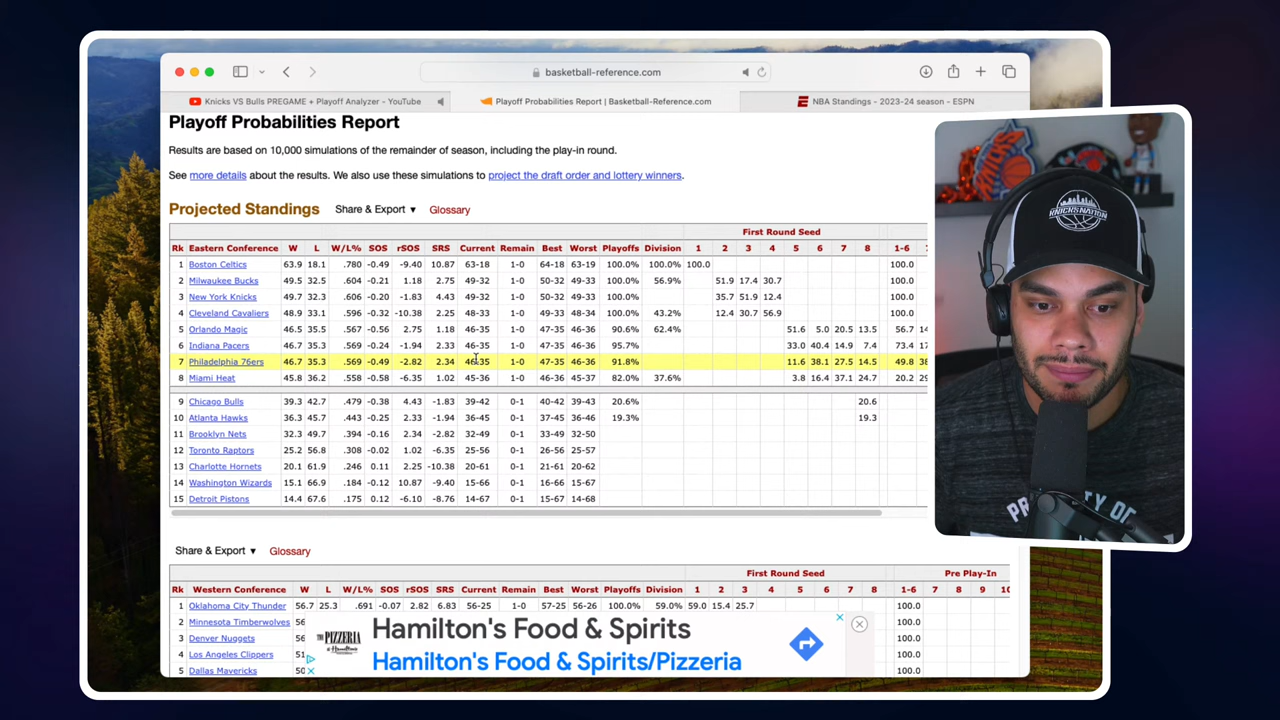 basketball-reference.com
Knicks VS Bulls PREGAME + Playoff Analyzer - YouTube
Playoff Probabilities Report | Basketball-Reference.com
NBA Standings - 2023-24 season - ESPN
Playoff Probabilities Report
Results are based on 10,000 simulations of the remainder of season, including the play-in round.
See more details about the results. We also use these simulations to project the draft order and lottery winners.
Projected Standings Share & Export ▼ Glossary
First Round Seed
Rk Eastern Conference W L W/L% SOS rSOS SRS Current Remain Best Worst Playoffs Division 1 2 3 4 5 6 7 8 1-6
1 Boston Celtics 63.9 18.1 .780 -0.49 -9.40 10.87 63-18 1-0 64-18 63-19 100.0% 100.0% 100.0 100.0
2 Milwaukee Bucks 49.5 32.5 .604 -0.21 1.18 2.75 49-32 1-0 50-32 49-33 100.0% 56.9% 51.9 17.4 30.7 100.0
3 New York Knicks 49.7 32.3 .606 -0.20 -1.83 4.43 49-32 1-0 50-32 49-33 100.0% 35.7 51.9 12.4 100.0
4 Cleveland Cavaliers 48.9 33.1 .596 -0.32 -10.38 2.25 48-33 1-0 49-33 48-34 100.0% 43.2% 12.4 30.7 56.9 100.0
5 Orlando Magic 46.5 35.5 .567 -0.56 2.75 1.18 46-35 1-0 47-35 46-36 90.6% 62.4% 51.6 5.0 20.5 13.5 56.7 14
6 Indiana Pacers 46.7 35.3 .569 -0.24 -1.94 2.33 46-35 1-0 47-35 46-36 95.7% 33.0 40.4 14.9 7.4 73.4 17
7 Philadelphia 76ers 46.7 35.3 .569 -0.49 -2.82 2.34 46-35 1-0 47-35 46-36 91.8% 11.6 38.1 27.5 14.5 49.8 38
8 Miami Heat 45.8 36.2 .558 -0.58 -6.35 1.02 45-36 1-0 46-36 45-37 82.0% 37.6% 3.8 16.4 37.1 24.7 20.2 29
9 Chicago Bulls 39.3 42.7 .479 -0.38 4.43 -1.83 39-42 0-1 40-42 39-43 20.6% 20.6
10 Atlanta Hawks 36.3 45.7 .443 -0.25 2.33 -1.94 36-45 0-1 37-45 36-46 19.3% 19.3
11 Brooklyn Nets 32.3 49.7 .394 -0.16 2.34 -2.82 32-49 0-1 33-49 32-50
12 Toronto Raptors 25.2 56.8 .308 -0.02 1.02 -6.35 25-56 0-1 26-56 25-57
13 Charlotte Hornets 20.1 61.9 .246 0.11 2.25 -10.38 20-61 0-1 21-61 20-62
14 Washington Wizards 15.1 66.9 .184 -0.12 10.87 -9.40 15-66 0-1 16-66 15-67
15 Detroit Pistons 14.4 67.6 .175 0.12 -6.10 -8.76 14-67 0-1 15-67 14-68
Share & Export ▼ Glossary
First Round Seed Pre Play-In
Rk Western Conference W L W/L% SOS rSOS SRS Current Remain Best Worst Playoffs Division 1 2 3 4 5 6 7 8 1-6 7 8 9 10
1 Oklahoma City Thunder 56.7 25.3 .691 -0.07 2.82 6.83 56-25 1-0 57-25 56-26 100.0% 59.0% 59.0 15.4 25.7 100.0
2 Minnesota Timberwolves 56 100.0
3 Denver Nuggets 56 100.0
4 Los Angeles Clippers 51 100.0
5 Dallas Mavericks 50 100.0
THE PIZZERIA
Hamilton's Food & Spirits
Hamilton's Food & Spirits/Pizzeria
KNICKS NATION
KNICKS
PROPERTY OF